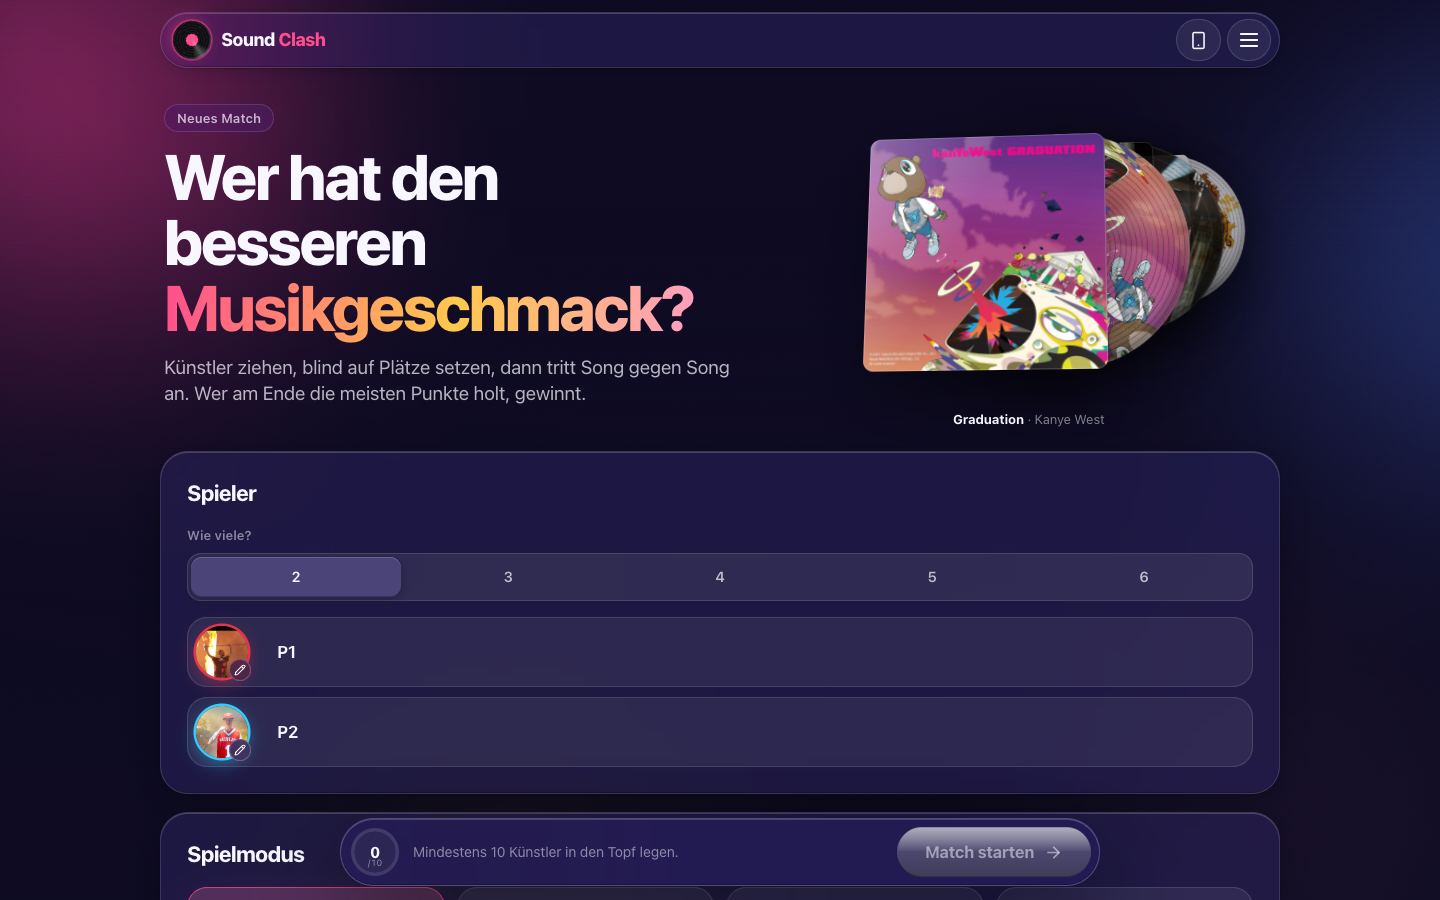 Sound Clash
Neues Match
Wer hat den
besseren
Musikgeschmack?
Künstler ziehen, blind auf Plätze setzen, dann tritt Song gegen Song
an. Wer am Ende die meisten Punkte holt, gewinnt.
KanYeWest GRADUATION
Graduation · Kanye West
Spieler
Wie viele?
2 3 4 5 6
P1
P2
Spielmodus
0
/10
Mindestens 10 Künstler in den Topf legen.
Match starten